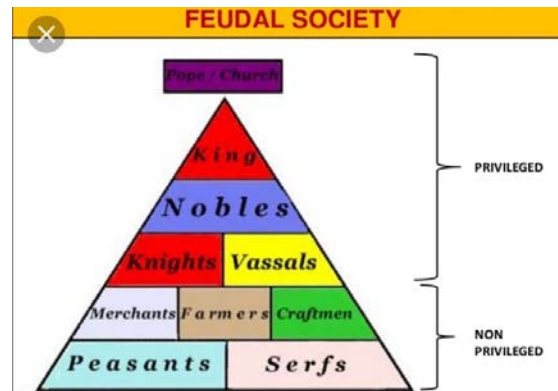 FEUDAL SOCIETY
Pope / Church
King
Nobles
Knights Vassals
Merchants Farmers Craftmen
Peasants Serfs
PRIVILEGED
NON
PRIVILEGED